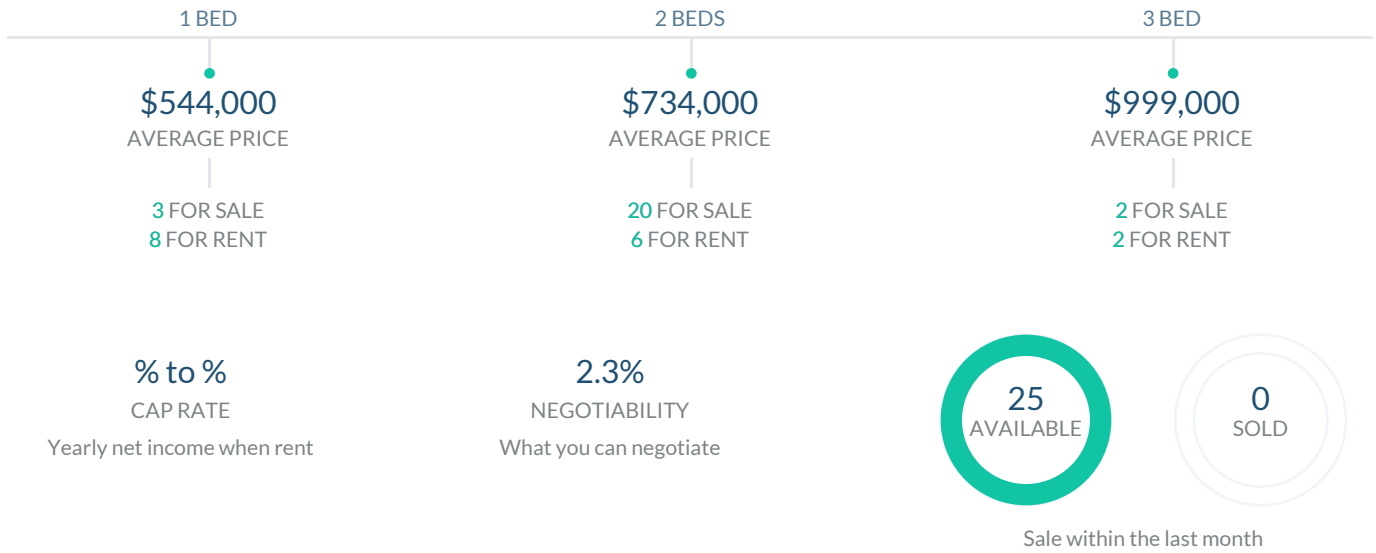 1 BED
2 BEDS
3 BED
$544,000
$734,000
$999,000
AVERAGE PRICE
AVERAGE PRICE
AVERAGE PRICE
3 FOR SALE
20 FOR SALE
2 FOR SALE
8 FOR RENT
6 FOR RENT
2 FOR RENT
% to %
CAP RATE
Yearly net income when rent
2.3%
NEGOTIABILITY
What you can negotiate
25
AVAILABLE
0
SOLD
Sale within the last month